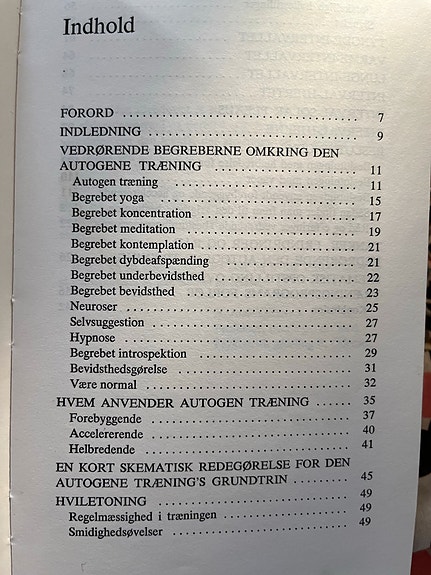 Indhold
FORORD 7
INDLEDNING 9
VEDRØRENDE BEGREBERNE OMKRING DEN
AUTOGENE TRÆNING 11
Autogen træning 11
Begrebet yoga 15
Begrebet koncentration 17
Begrebet meditation 19
Begrebet kontemplation 21
Begrebet dybdeafspænding 21
Begrebet underbevidsthed 22
Begrebet bevidsthed 23
Neuroser 25
Selvsuggestion 27
Hypnose 27
Begrebet introspektion 29
Bevidsthedsgørelse 31
Være normal 32
HVEM ANVENDER AUTOGEN TRÆNING 35
Forebyggende 37
Accelererende 40
Helbredende 41
EN KORT SKEMATISK REDEGØRELSE FOR DEN
AUTOGENE TRÆNING'S GRUNDTRIN 45
HVILETONING 49
Regelmæssighed i træningen 49
Smidighedsøvelser 49